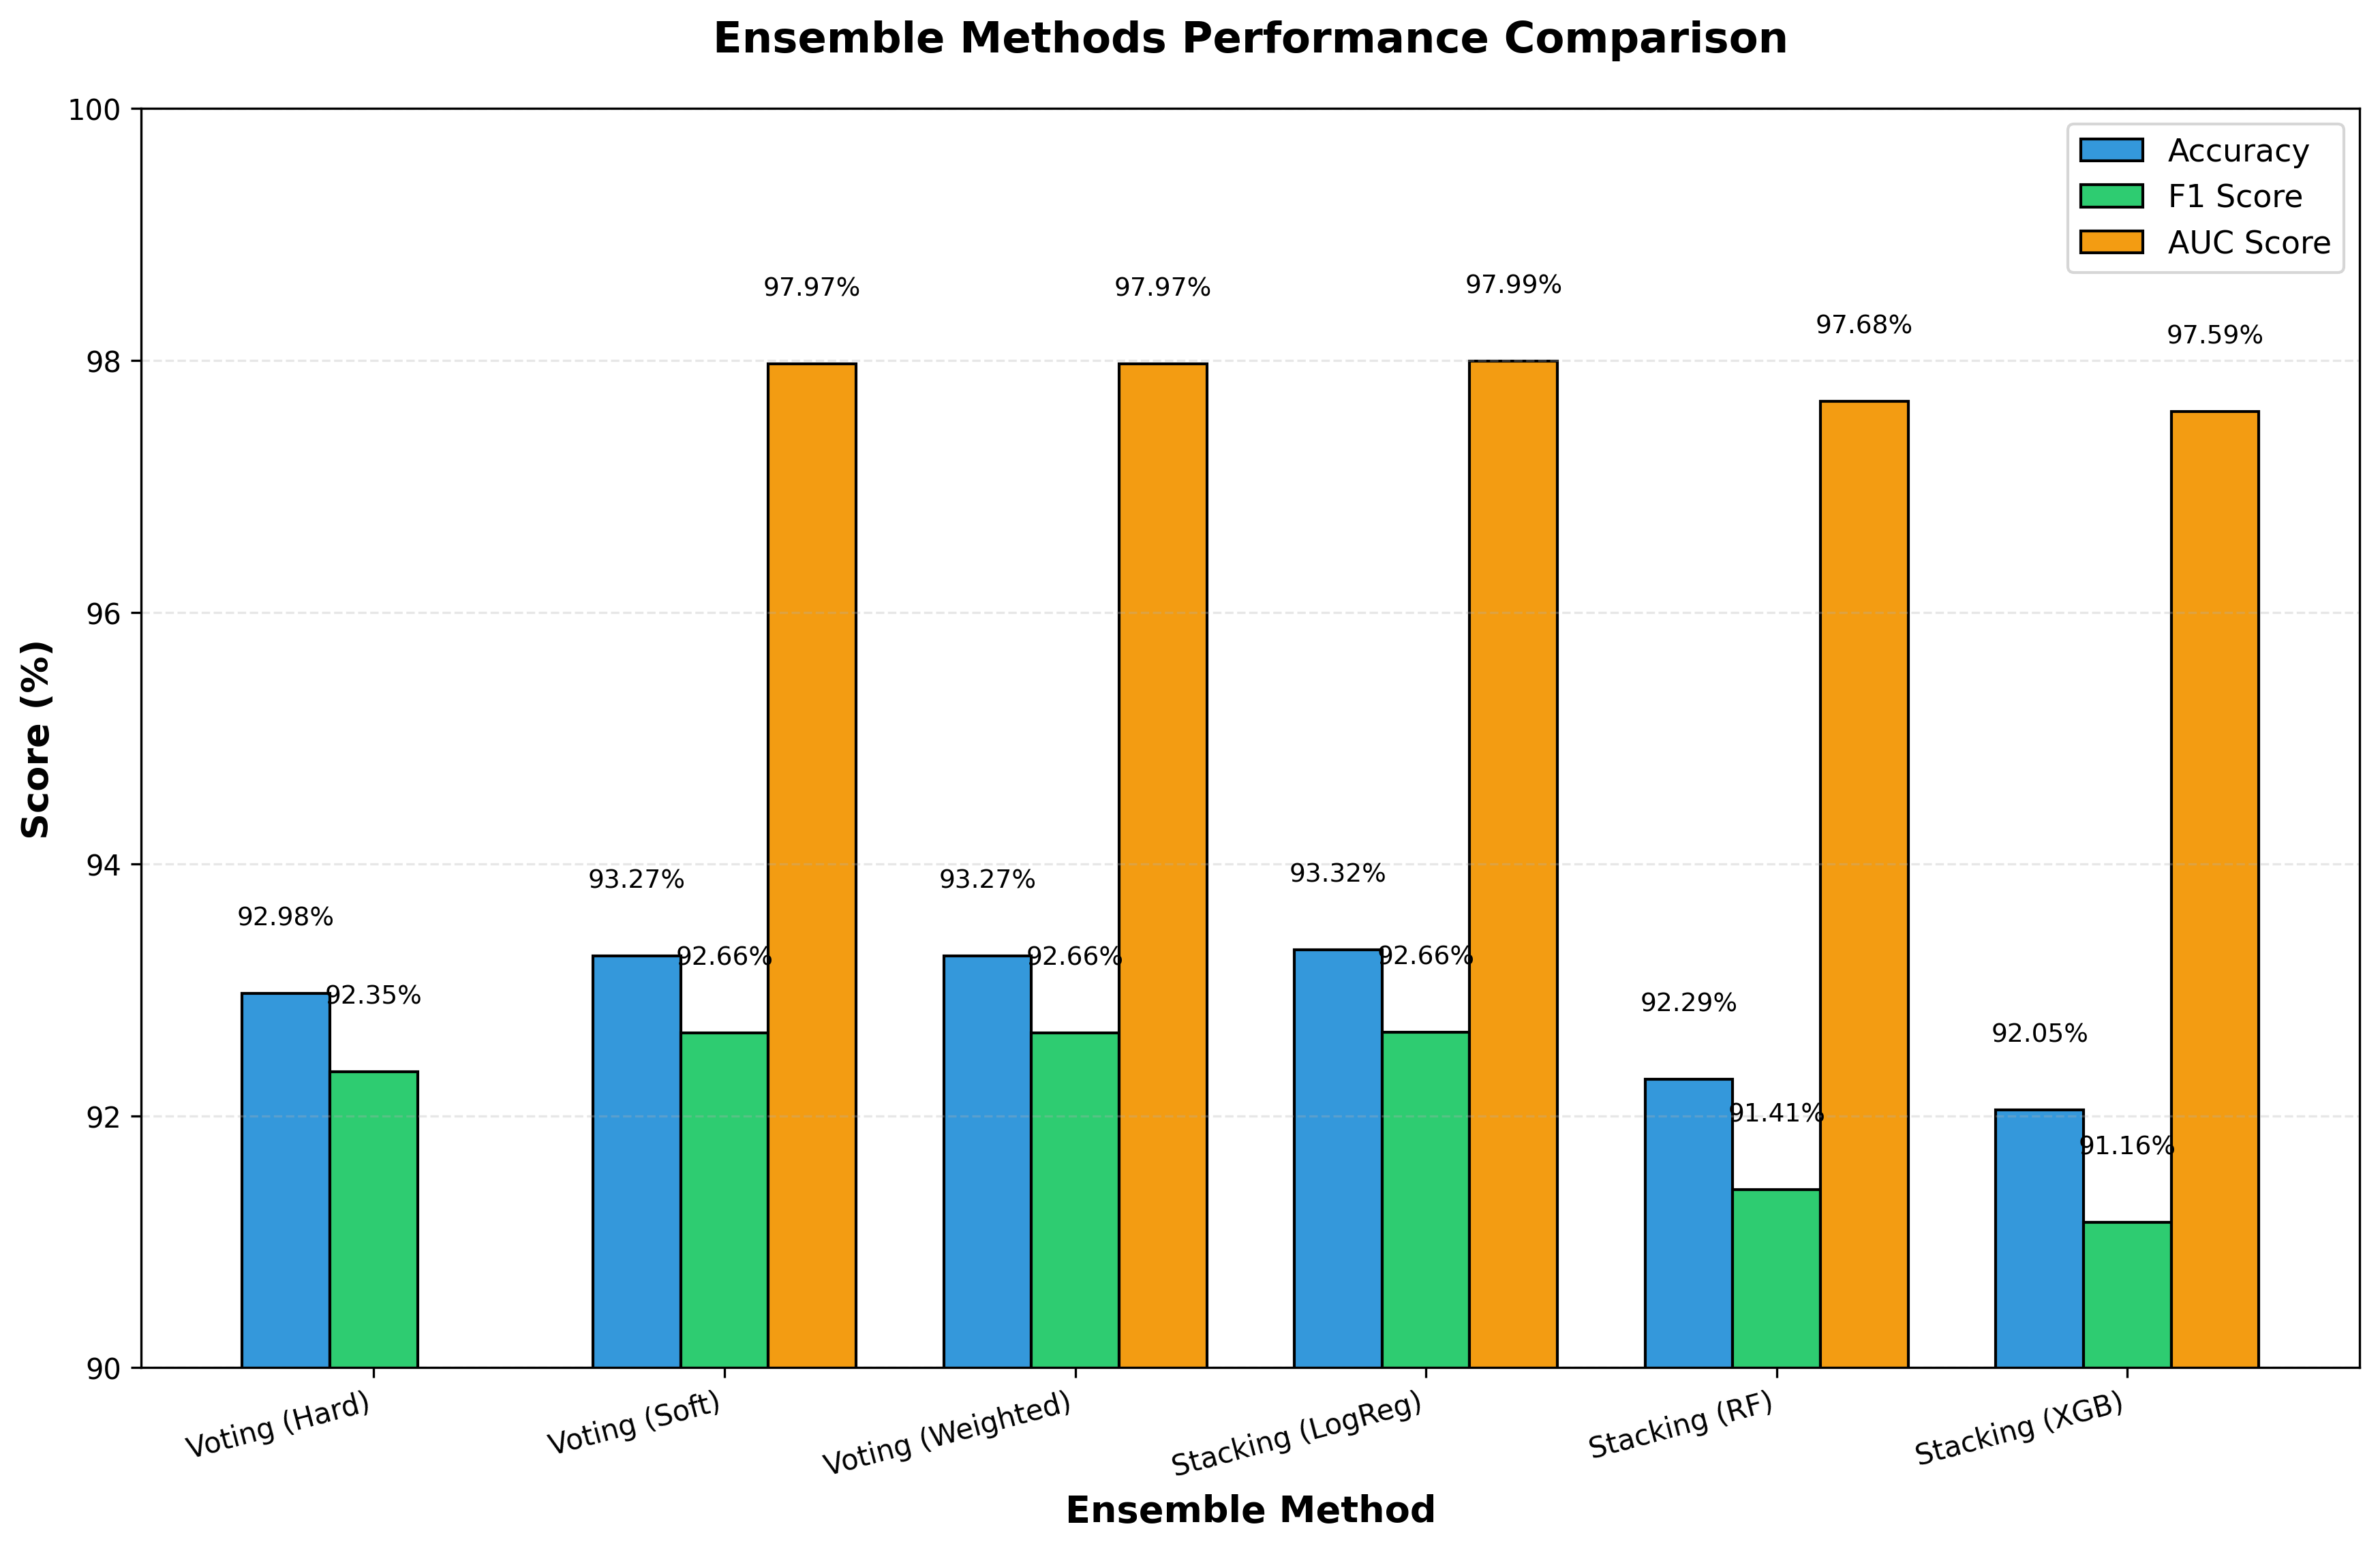 Ensemble Methods Performance Comparison
100
98
96
94
92
90
Score (%)
Accuracy
F1 Score
AUC Score
92.98%
92.35%
93.27%
92.66%
97.97%
93.27%
92.66%
97.97%
93.32%
92.66%
97.99%
92.29%
91.41%
97.68%
92.05%
91.16%
97.59%
Voting (Hard)
Voting (Soft)
Voting (Weighted)
Stacking (LogReg)
Stacking (RF)
Stacking (XGB)
Ensemble Method